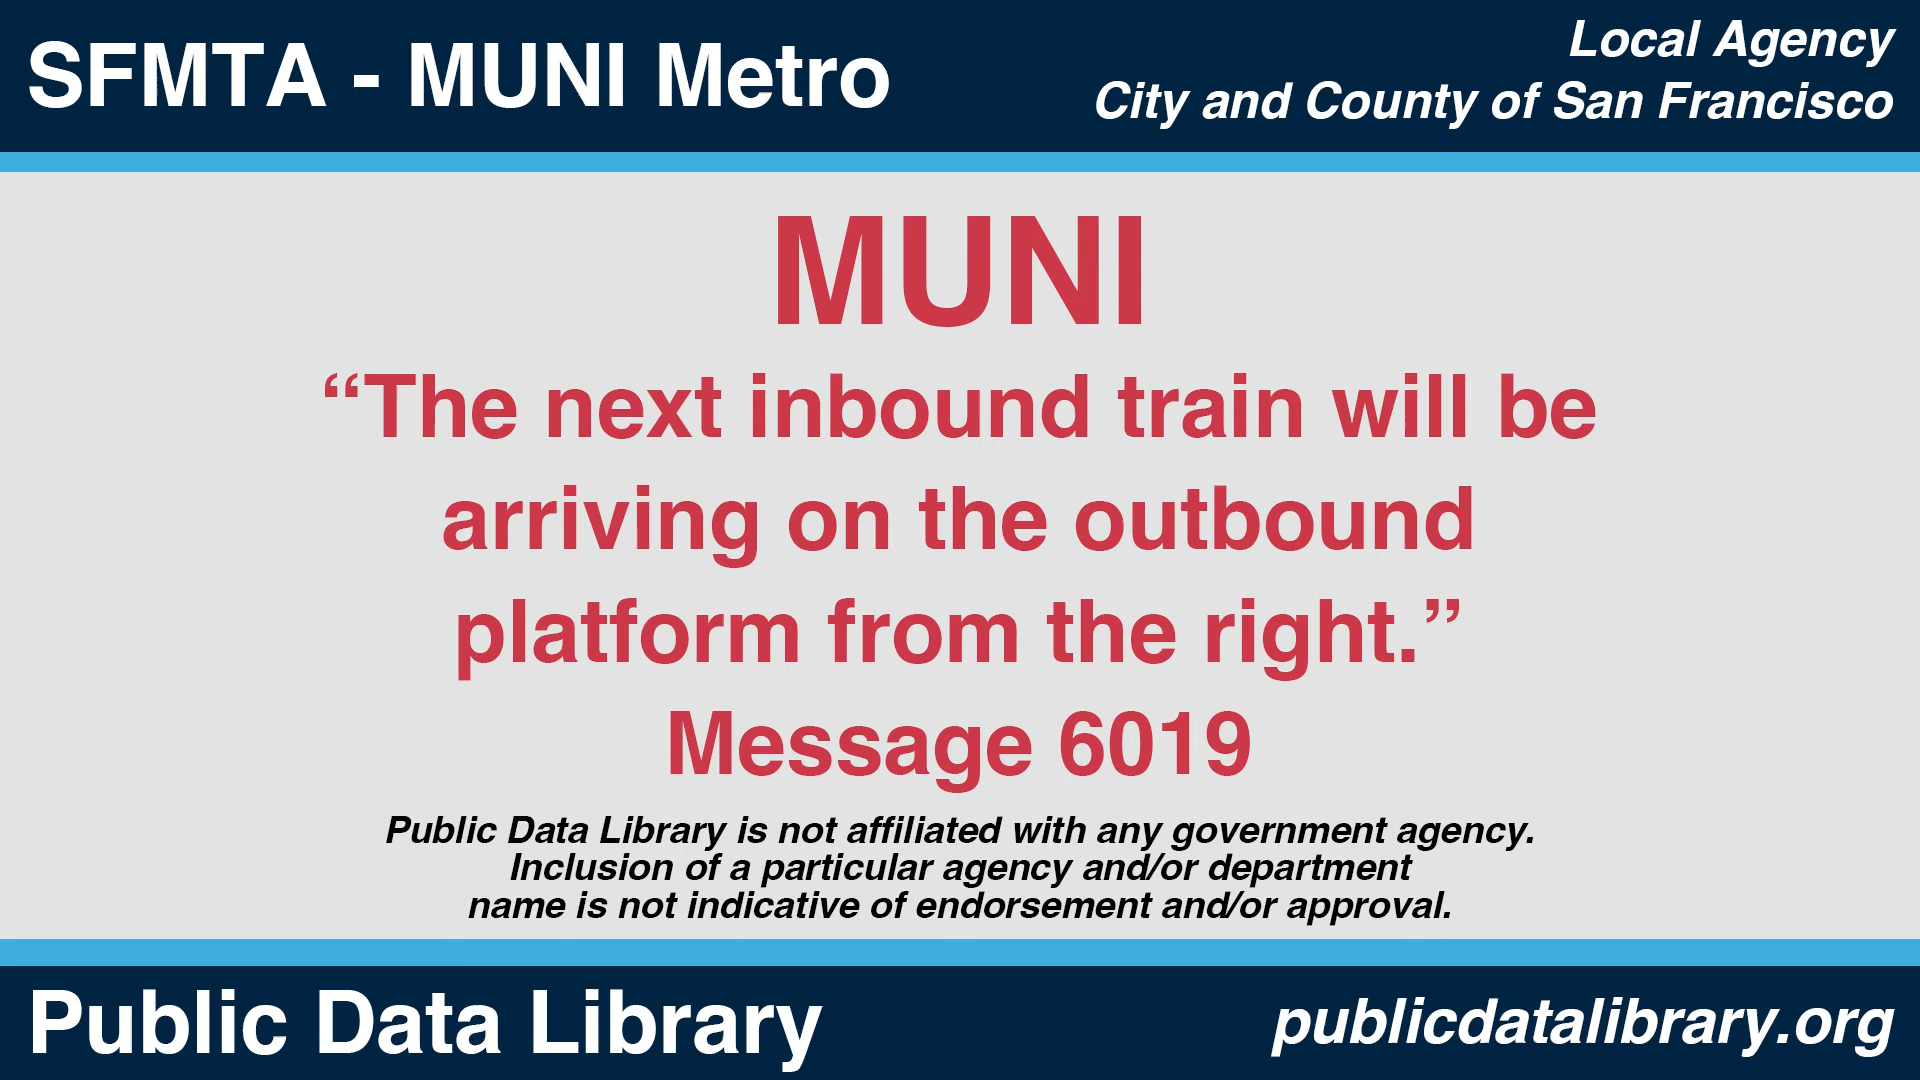 SFMTA - MUNI Metro
Local Agency
City and County of San Francisco
MUNI
“The next inbound train will be
arriving on the outbound
platform from the right.”
Message 6019
Public Data Library is not affiliated with any government agency.
Inclusion of a particular agency and/or department
name is not indicative of endorsement and/or approval.
Public Data Library
publicdatalibrary.org